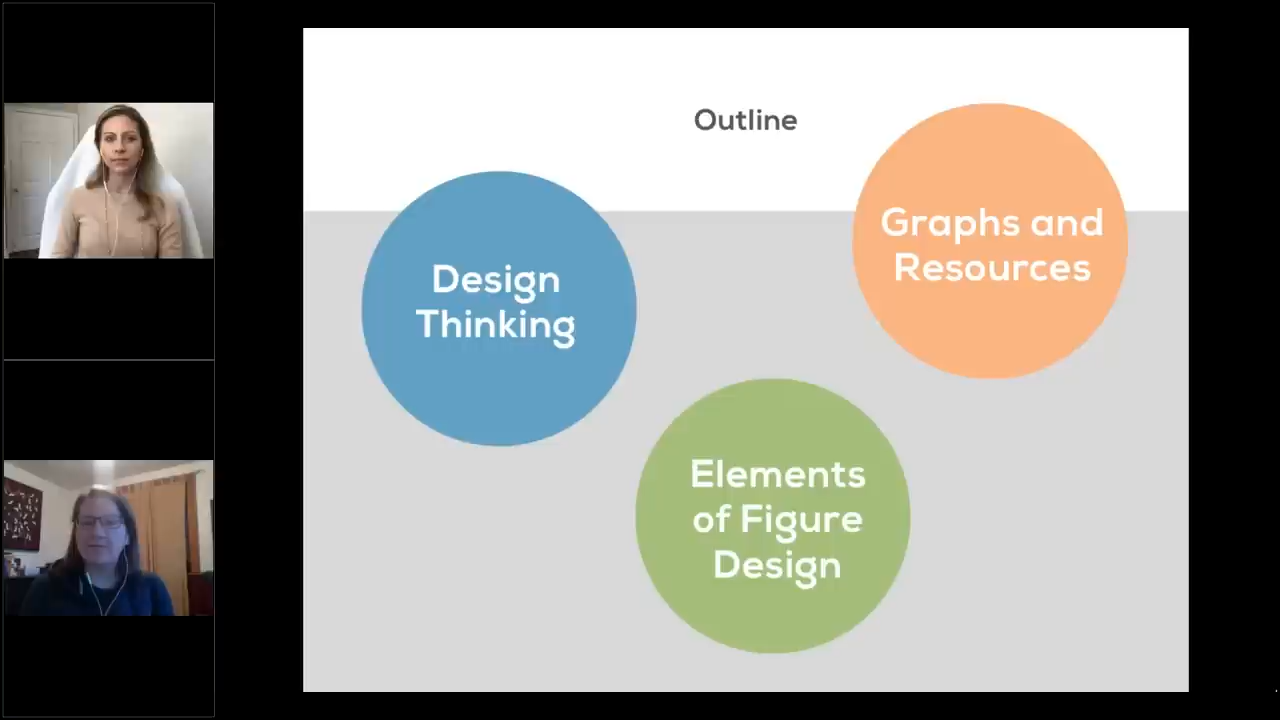 Outline
Design
Thinking
Graphs and
Resources
Elements
of Figure
Design